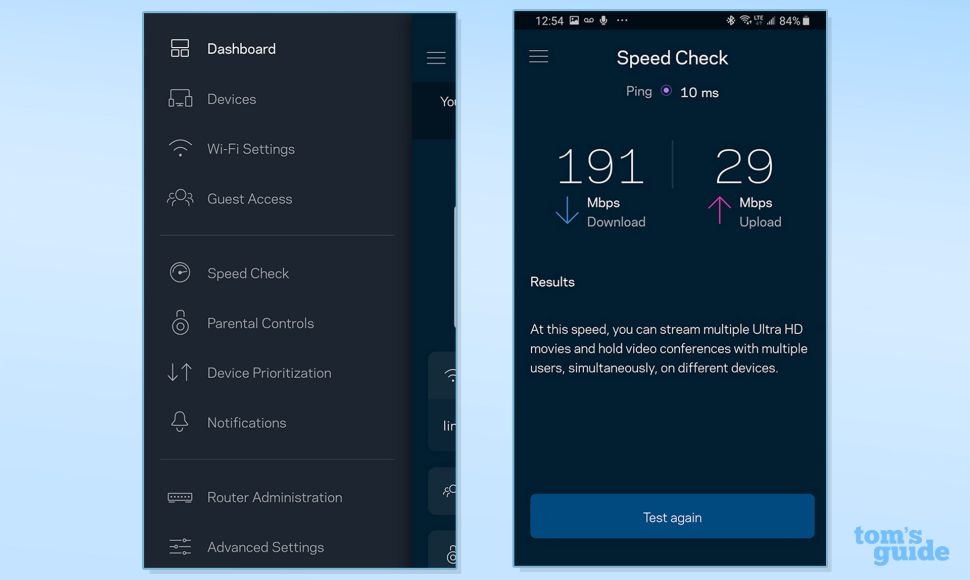 Dashboard
Devices
Wi-Fi Settings
Guest Access
Speed Check
Parental Controls
Device Prioritization
Notifications
Router Administration
Advanced Settings
You
lin
12:54
LTE
84%
Speed Check
Ping 10 ms
191 29
Mbps Mbps
Download Upload
Results
At this speed, you can stream multiple Ultra HD
movies and hold video conferences with multiple
users, simultaneously, on different devices.
Test again
tom's
guide